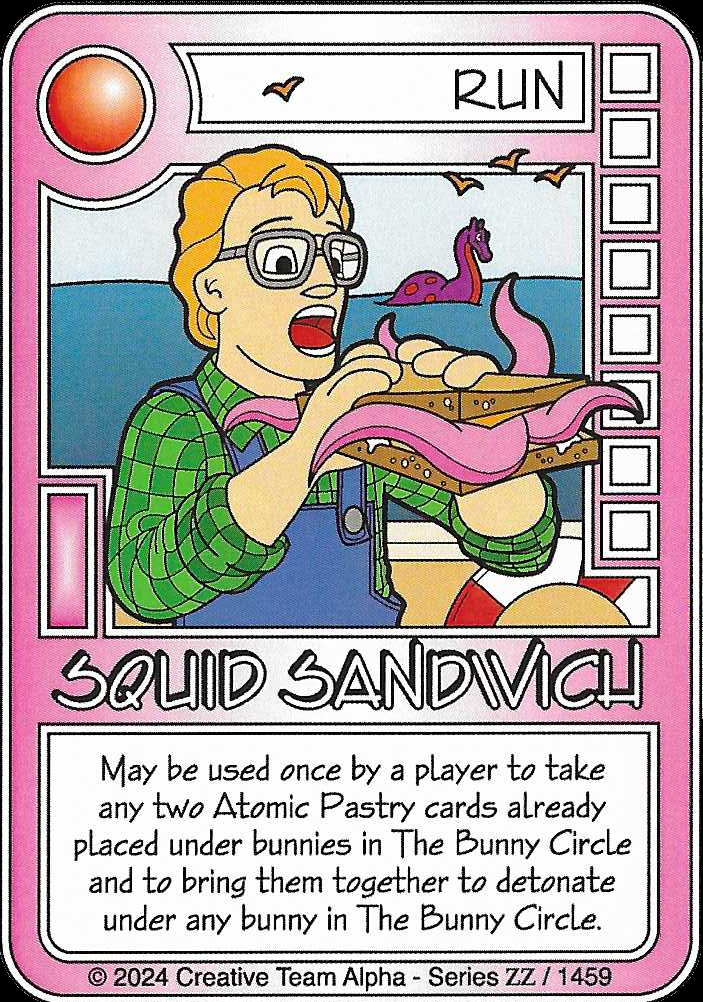 RUN
SQUID SANDWICH
May be used once by a player to take
any two Atomic Pastry cards already
placed under bunnies in The Bunny Circle
and to bring them together to detonate
under any bunny in The Bunny Circle.
© 2024 Creative Team Alpha - Series ZZ / 1459